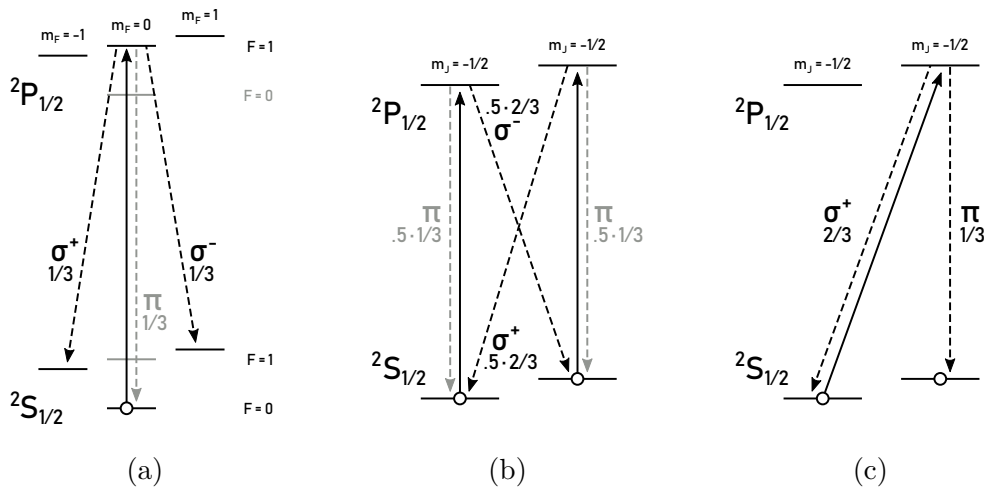 m_F = -1
m_F = 0
m_F = 1
F = 1
²P₁/₂
F = 0
σ⁺
1/3
σ⁻
1/3
π
1/3
F = 1
²S₁/₂
F = 0
(a)
m_J = -1/2
m_J = -1/2
²P₁/₂
.5 · 2/3
σ⁻
π
.5 · 1/3
π
.5 · 1/3
σ⁺
.5 · 2/3
²S₁/₂
(b)
m_J = -1/2
m_J = -1/2
²P₁/₂
σ⁺
2/3
π
1/3
²S₁/₂
(c)